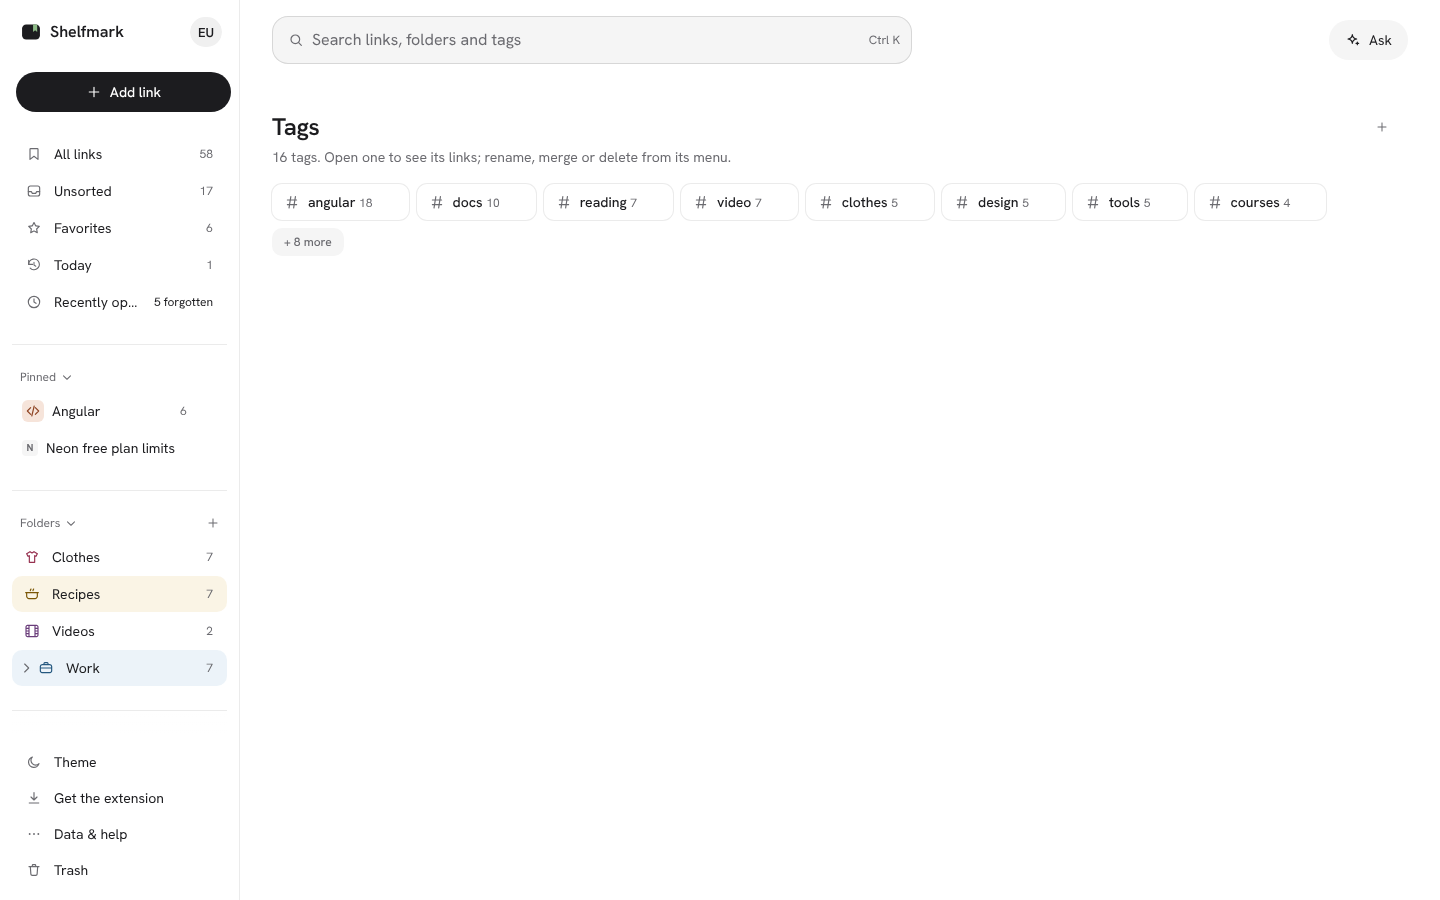 Shelfmark
EU
Add link
All links 58
Unsorted 17
Favorites 6
Today 1
Recently op... 5 forgotten
Pinned
Angular 6
N Neon free plan limits
Folders
Clothes 7
Recipes 7
Videos 2
Work 7
Theme
Get the extension
Data & help
Trash
Search links, folders and tags Ctrl K
Ask
Tags
16 tags. Open one to see its links; rename, merge or delete from its menu.
# angular 18 # docs 10 # reading 7 # video 7 # clothes 5 # design 5 # tools 5 # courses 4
+ 8 more